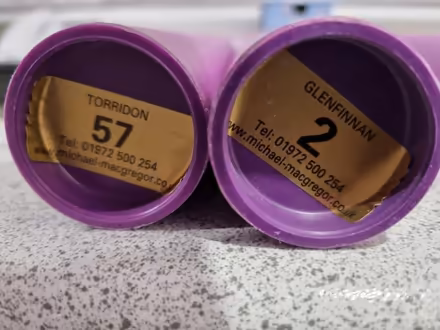 TORRIDON
57
Tel: 01972 500 254
www.michael-macgregor.co
GLENFINNAN
2
Tel: 01972 500 254
www.michael-macgregor.co.uk